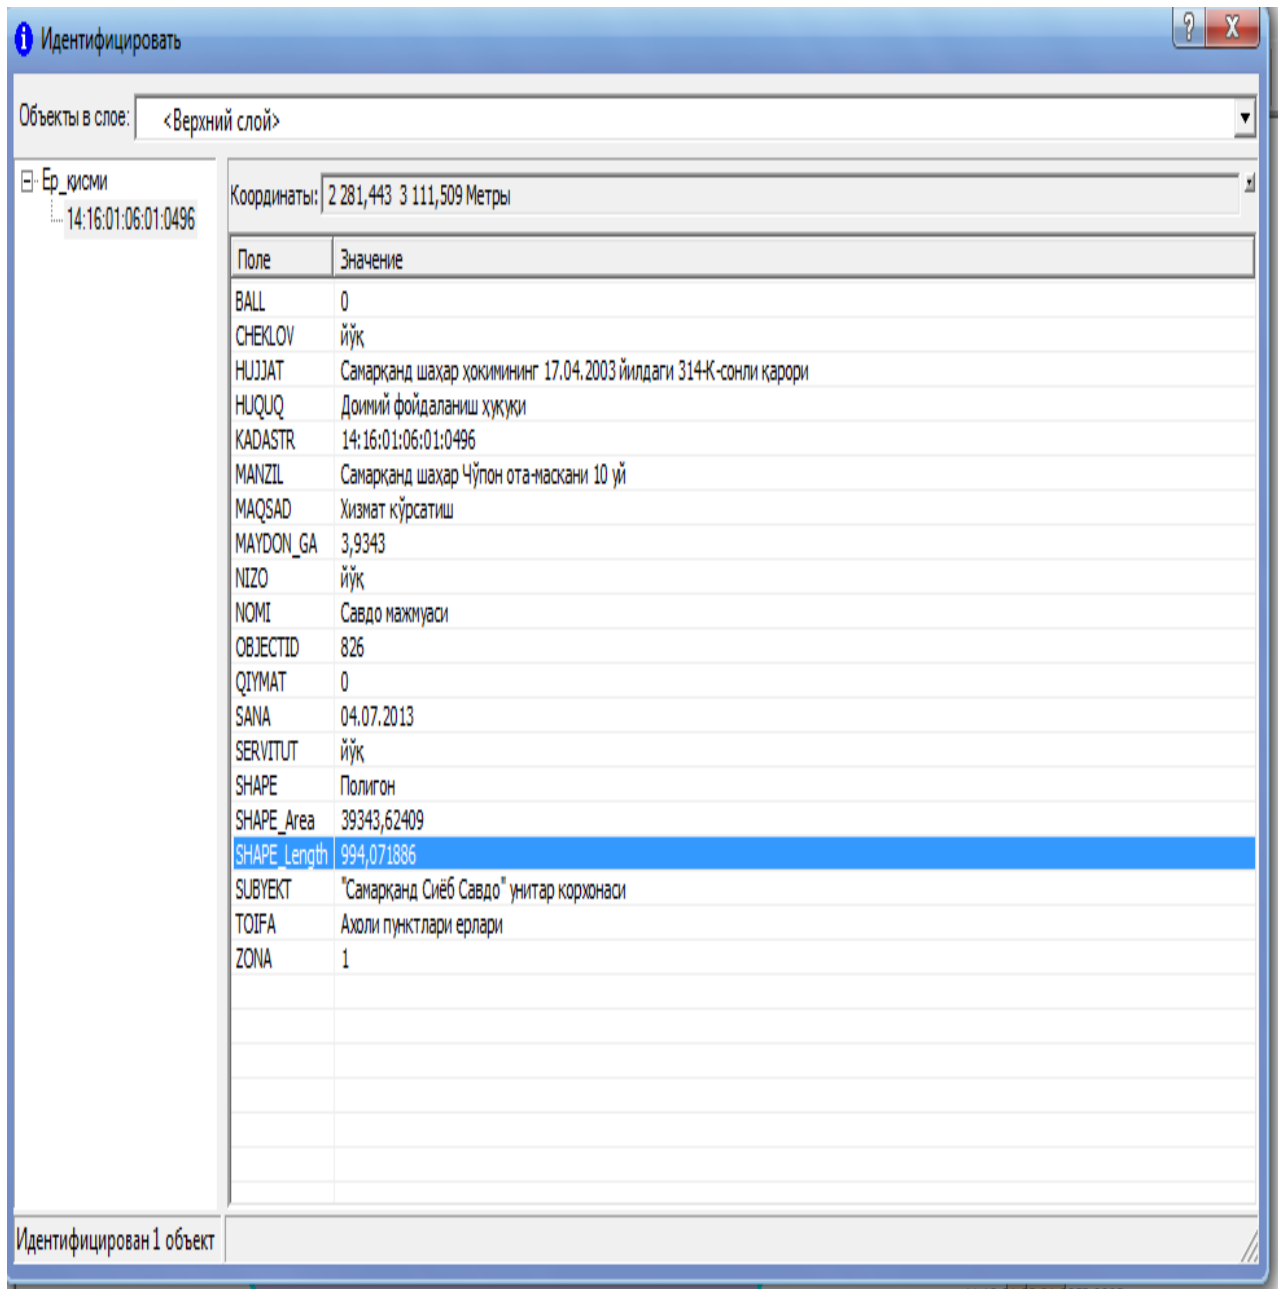 Идентифицировать
Объекты в слое: <Верхний слой>
Ер_қисми
14:16:01:06:01:0496
Координаты: 2 281,443 3 111,509 Метры
Поле Значение
BALL 0
CHEKLOV йўқ
HUJJAT Самарқанд шаҳар ҳокимининг 17.04.2003 йилдаги 314-К-сонли қарори
HUQUQ Доимий фойдаланиш ҳуқуқи
KADASTR 14:16:01:06:01:0496
MANZIL Самарқанд шаҳар Чўпон ота-маскани 10 уй
MAQSAD Хизмат кўрсатиш
MAYDON_GA 3,9343
NIZO йўқ
NOMI Савдо мажмуаси
OBJECTID 826
QIYMAT 0
SANA 04.07.2013
SERVITUT йўқ
SHAPE Полигон
SHAPE_Area 39343,62409
SHAPE_Length 994,071886
SUBYEKT "Самарқанд Сиёб Савдо" унитар корхонаси
TOIFA Ахоли пунктлари ерлари
ZONA 1
Идентифицирован 1 объект